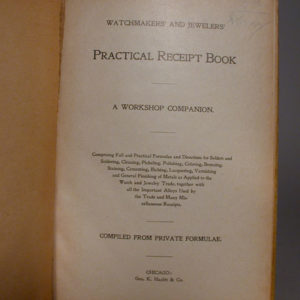 WATCHMAKERS' AND JEWELERS'
PRACTICAL RECEIPT BOOK
A WORKSHOP COMPANION.
Comprising Full and Practical Formulae and Directions for Solders and
Soldering, Cleaning, Pickling, Polishing, Coloring, Bronzing,
Staining, Cementing, Etching, Lacquering, Varnishing
and General Finishing of Metals as Applied to the
Watch and Jewelry Trade, together with
all the Important Alloys Used by
the Trade and Many Mis-
cellaneous Receipts.
COMPILED FROM PRIVATE FORMULAE.
CHICAGO:
Geo. K. Hazlitt & Co.